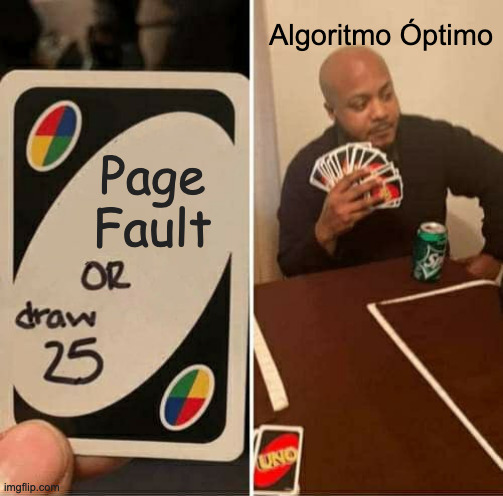 Page
Fault
OR
draw
25
imgflip.com
Algoritmo Óptimo
UNO